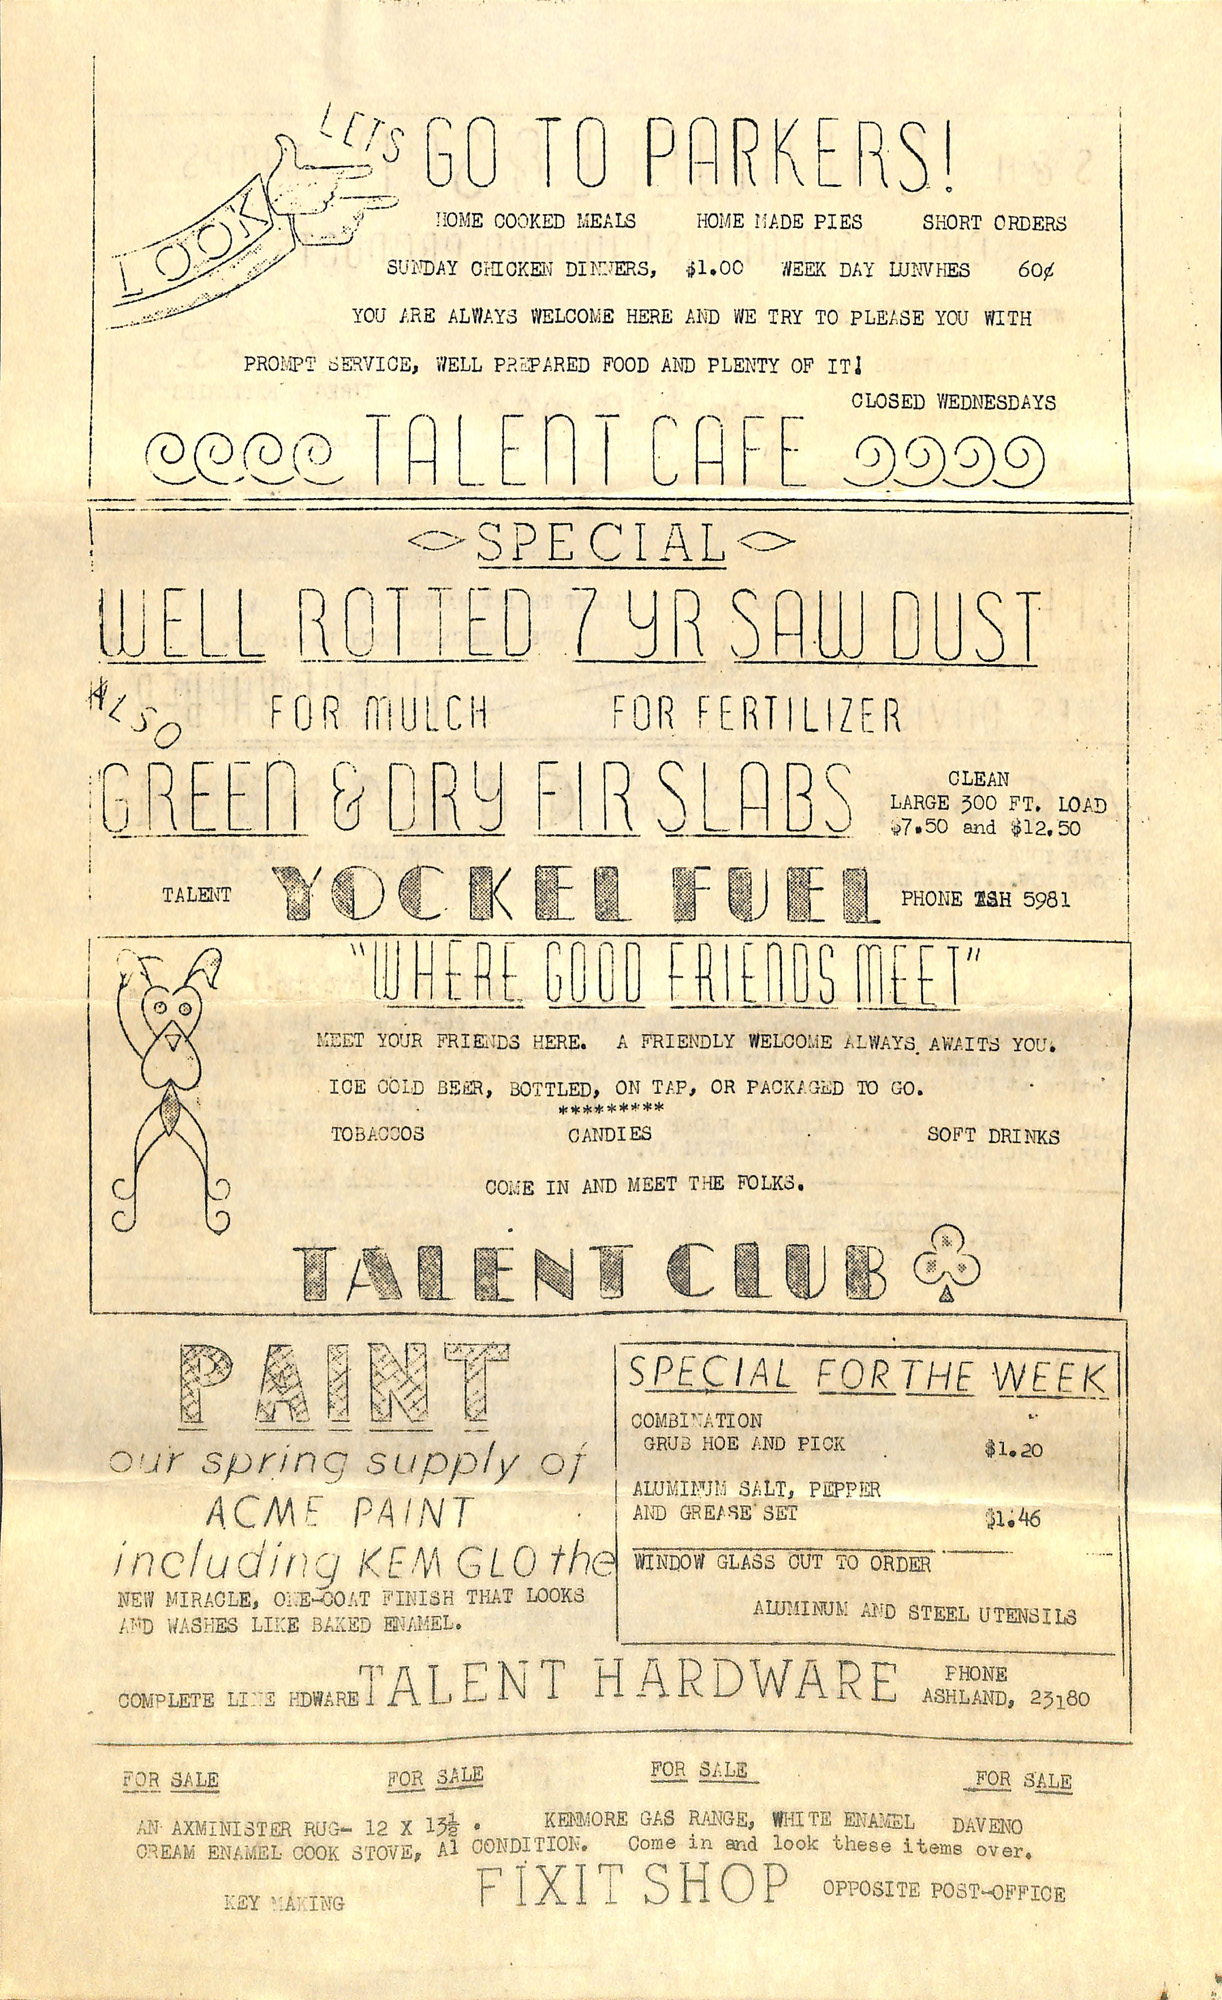 LOOK
LETS GO TO PARKERS!
HOME COOKED MEALS HOME MADE PIES SHORT ORDERS
SUNDAY CHICKEN DINNERS, $1.00 WEEK DAY LUNVHES 60¢
YOU ARE ALWAYS WELCOME HERE AND WE TRY TO PLEASE YOU WITH
PROMPT SERVICE, WELL PREPARED FOOD AND PLENTY OF IT!
CLOSED WEDNESDAYS
TALENT CAFE
SPECIAL
WELL ROTTED 7 YR SAW DUST
ALSO FOR MULCH FOR FERTILIZER
GREEN & DRY FIR SLABS
CLEAN
LARGE 300 FT. LOAD
$7.50 and $12.50
TALENT YOCKEL FUEL PHONE ASH 5981
"WHERE GOOD FRIENDS MEET"
MEET YOUR FRIENDS HERE. A FRIENDLY WELCOME ALWAYS AWAITS YOU.
ICE COLD BEER, BOTTLED, ON TAP, OR PACKAGED TO GO.
*********
TOBACCOS CANDIES SOFT DRINKS
COME IN AND MEET THE FOLKS.
TALENT CLUB
PAINT
our spring supply of
ACME PAINT
including KEM GLO the
NEW MIRACLE, ONE-COAT FINISH THAT LOOKS
AND WASHES LIKE BAKED ENAMEL.
SPECIAL FOR THE WEEK
COMBINATION
GRUB HOE AND PICK $1.20
ALUMINUM SALT, PEPPER
AND GREASE SET $1.46
WINDOW GLASS CUT TO ORDER
ALUMINUM AND STEEL UTENSILS
COMPLETE LINE HDWARE TALENT HARDWARE PHONE
ASHLAND, 23180
FOR SALE FOR SALE FOR SALE FOR SALE
AN AXMINISTER RUG- 12 X 13½ . KENMORE GAS RANGE, WHITE ENAMEL DAVENO
CREAM ENAMEL COOK STOVE, A1 CONDITION. Come in and look these items over.
KEY MAKING FIXIT SHOP OPPOSITE POST-OFFICE